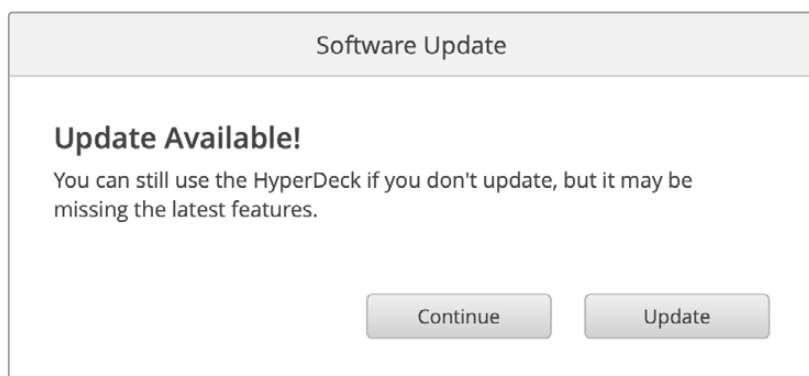 Software Update
Update Available!
You can still use the HyperDeck if you don't update, but it may be
missing the latest features.
Continue
Update